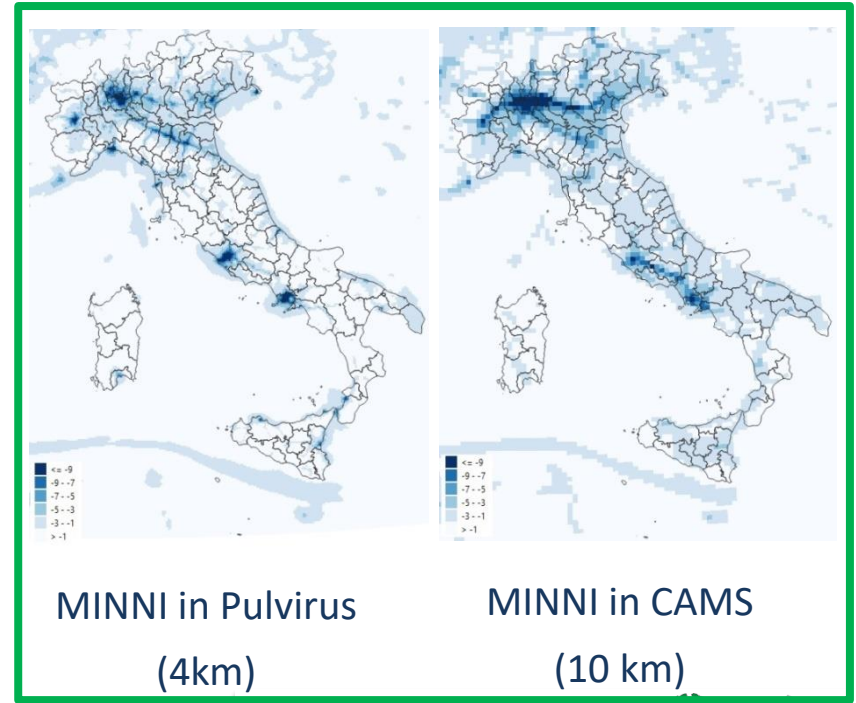 <= -9
-9 - -7
-7 - -5
-5 - -3
-3 - -1
> -1
<= -9
-9 - -7
-7 - -5
-5 - -3
-3 - -1
> -1
MINNI in Pulvirus
(4km)
MINNI in CAMS
(10 km)